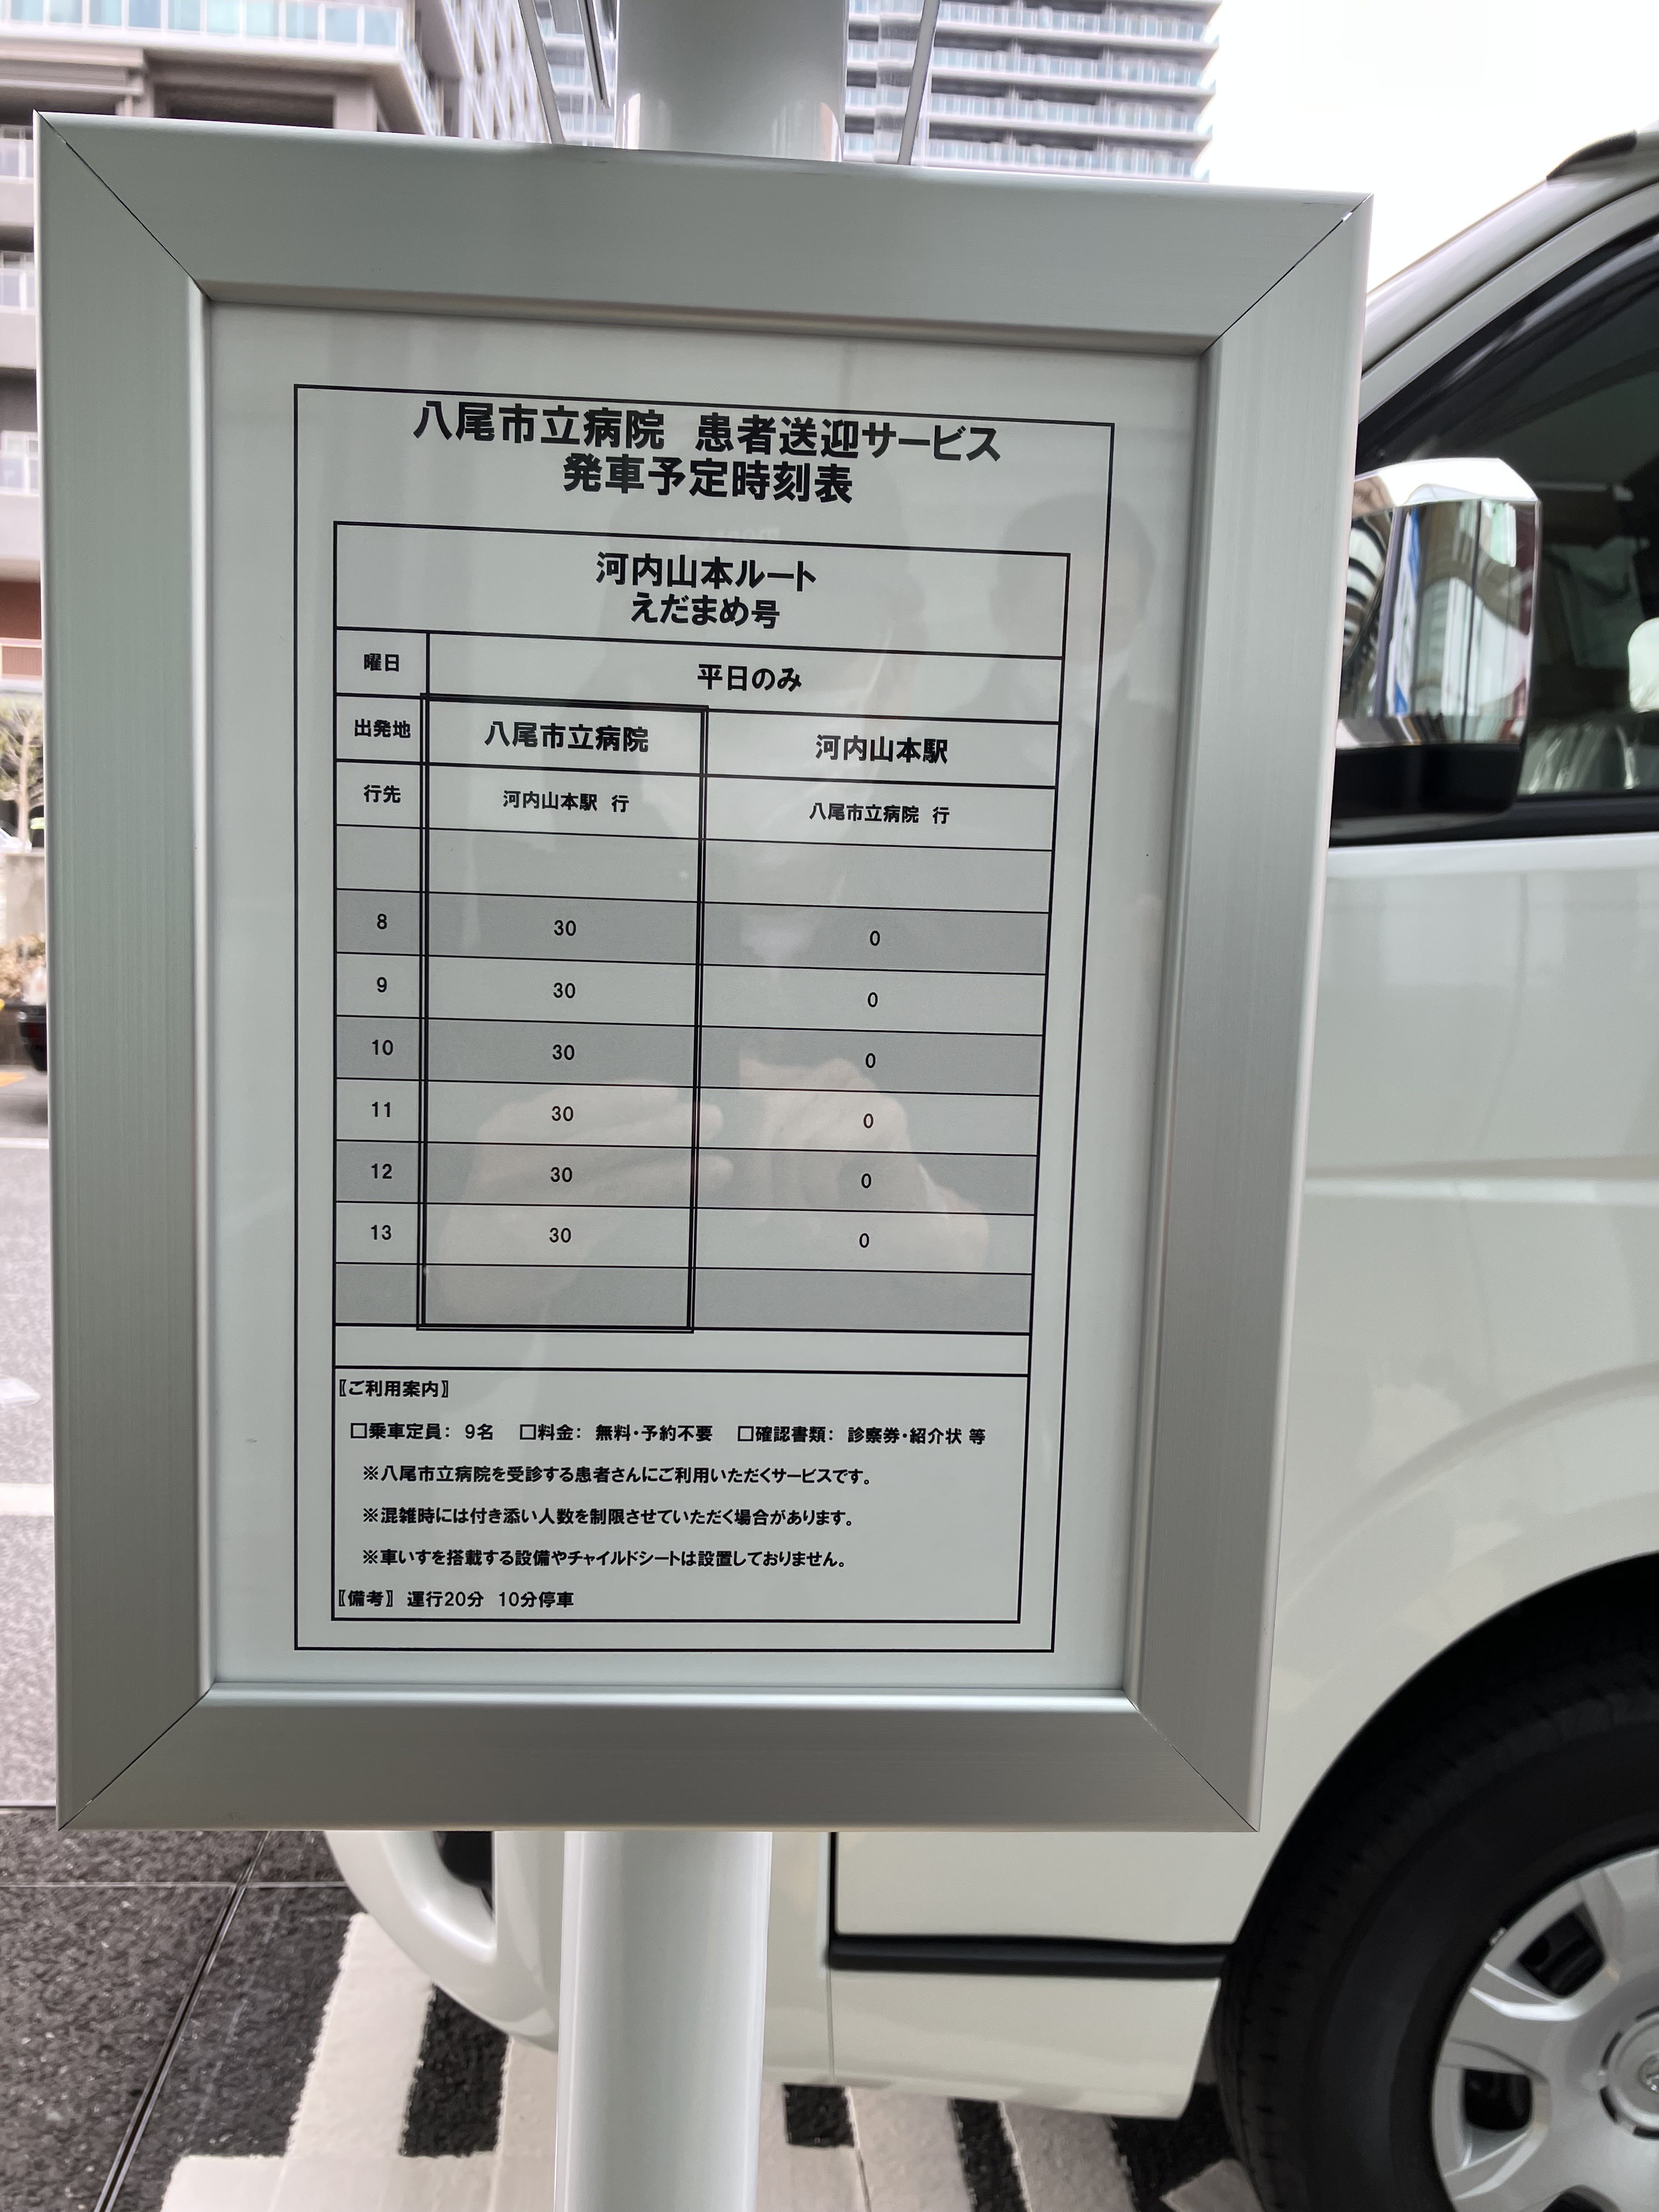 八尾市立病院 患者送迎サービス
発車予定時刻表
河内山本ルート
えだまめ号
曜日 平日のみ
出発地 八尾市立病院 河内山本駅
行先 河内山本駅 行 八尾市立病院 行
8 30 0
9 30 0
10 30 0
11 30 0
12 30 0
13 30 0
〖ご利用案内〗
□乗車定員： 9名 □料金： 無料・予約不要 □確認書類： 診察券・紹介状 等
※八尾市立病院を受診する患者さんにご利用いただくサービスです。
※混雑時には付き添い人数を制限させていただく場合があります。
※車いすを搭載する設備やチャイルドシートは設置しておりません。
〖備考〗 運行20分 10分停車